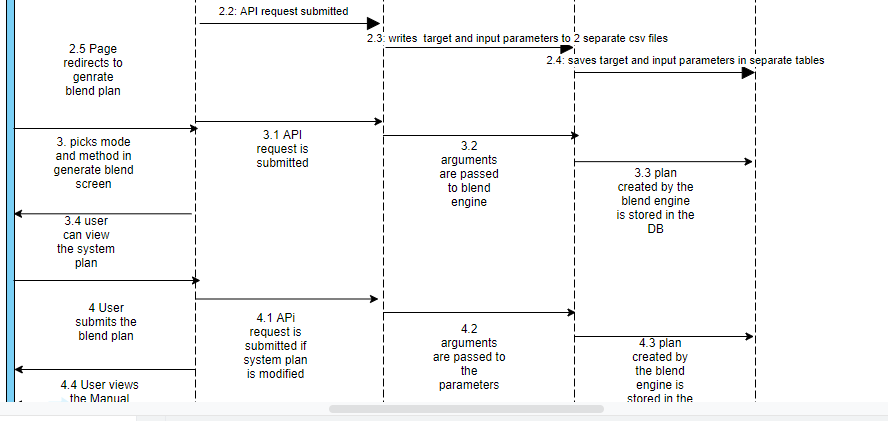 2.2: API request submitted
2.3: writes target and input parameters to 2 separate csv files
2.4: saves target and input parameters in separate tables
2.5 Page
redirects to
genrate
blend plan
3. picks mode
and method in
generate blend
screen
3.1 API
request is
submitted
3.2
arguments
are passed
to blend
engine
3.3 plan
created by the
blend engine
is stored in the
DB
3.4 user
can view
the system
plan
4 User
submits the
blend plan
4.1 APi
request is
submitted if
system plan
is modified
4.2
arguments
are passed to
the
parameters
4.3 plan
created by
the blend
engine is
stored in the
4.4 User views
the Manual